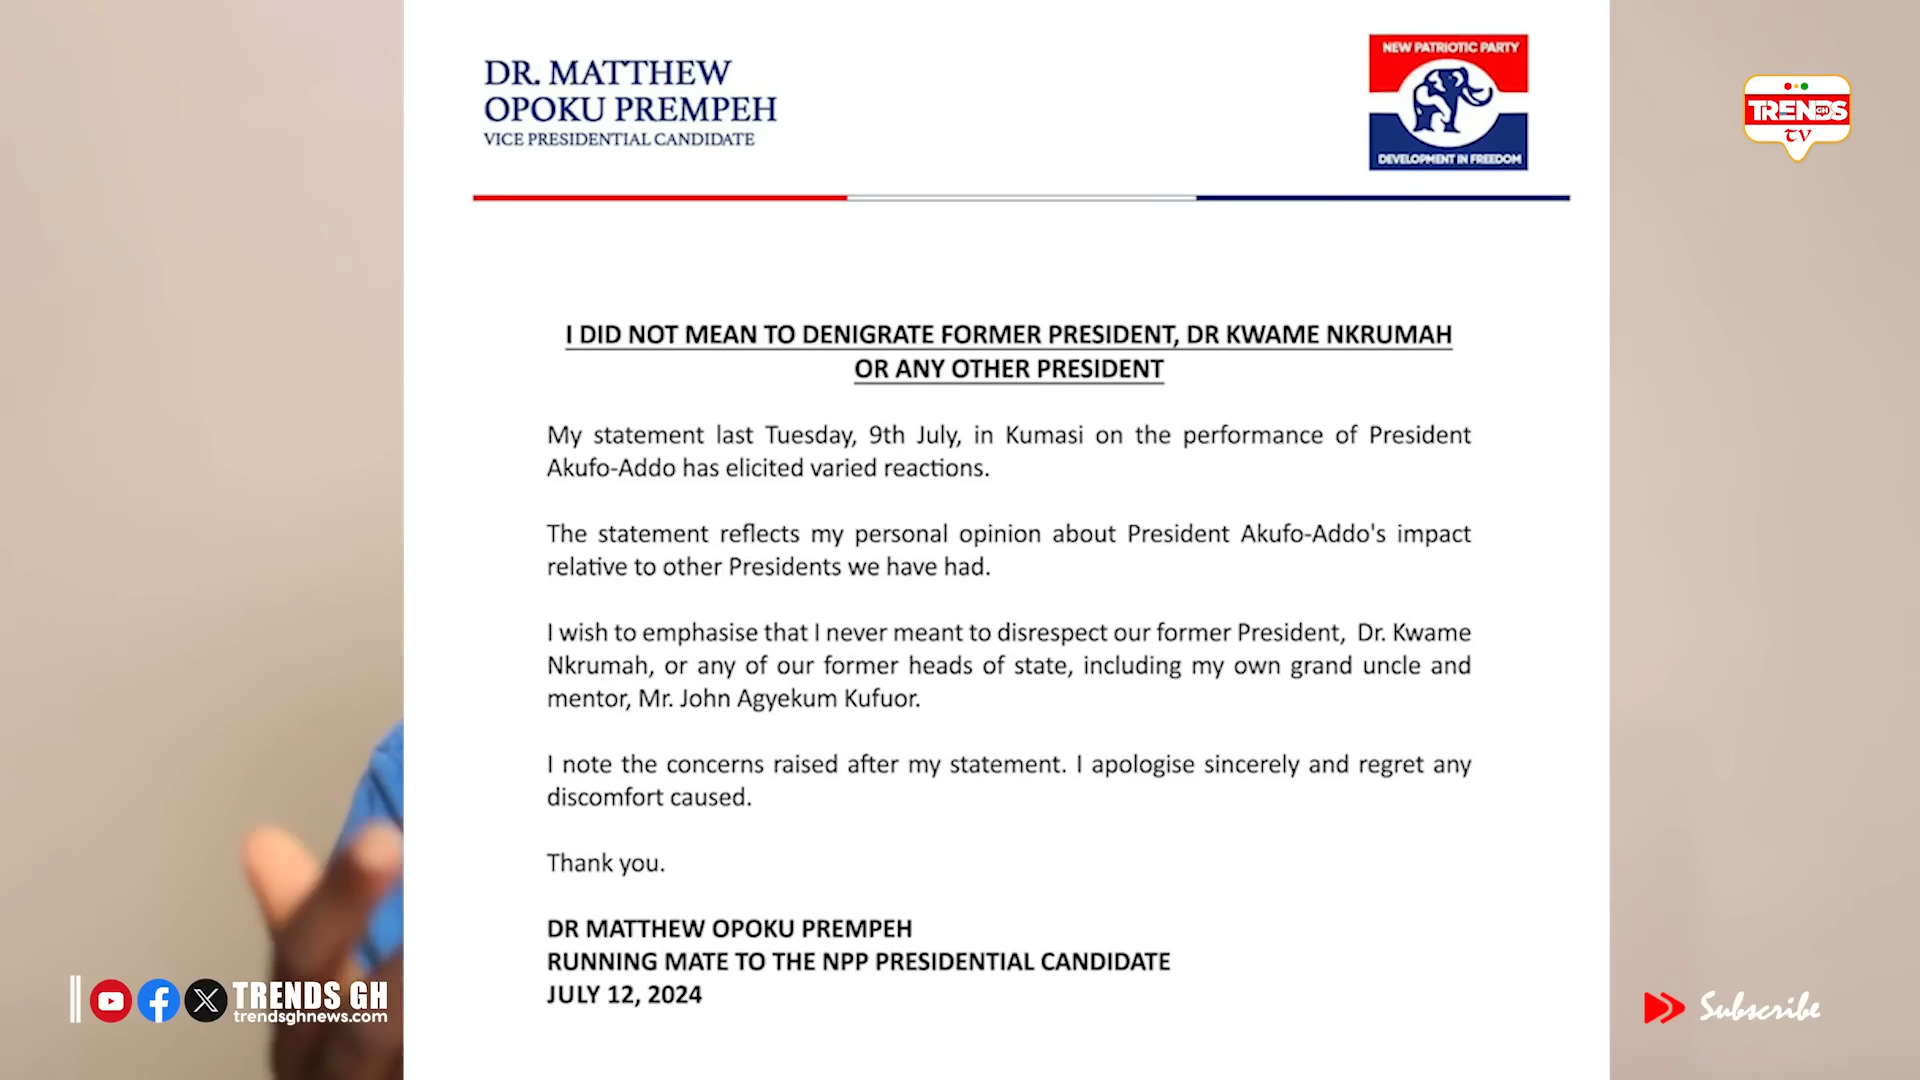 DR. MATTHEW
OPOKU PREMPEH
VICE PRESIDENTIAL CANDIDATE
NEW PATRIOTIC PARTY
DEVELOPMENT IN FREEDOM
TRENDS GH
TV
I DID NOT MEAN TO DENIGRATE FORMER PRESIDENT, DR KWAME NKRUMAH
OR ANY OTHER PRESIDENT
My statement last Tuesday, 9th July, in Kumasi on the performance of President
Akufo-Addo has elicited varied reactions.
The statement reflects my personal opinion about President Akufo-Addo's impact
relative to other Presidents we have had.
I wish to emphasise that I never meant to disrespect our former President, Dr. Kwame
Nkrumah, or any of our former heads of state, including my own grand uncle and
mentor, Mr. John Agyekum Kufuor.
I note the concerns raised after my statement. I apologise sincerely and regret any
discomfort caused.
Thank you.
DR MATTHEW OPOKU PREMPEH
RUNNING MATE TO THE NPP PRESIDENTIAL CANDIDATE
JULY 12, 2024
TRENDS GH
trendsghnews.com
Subscribe